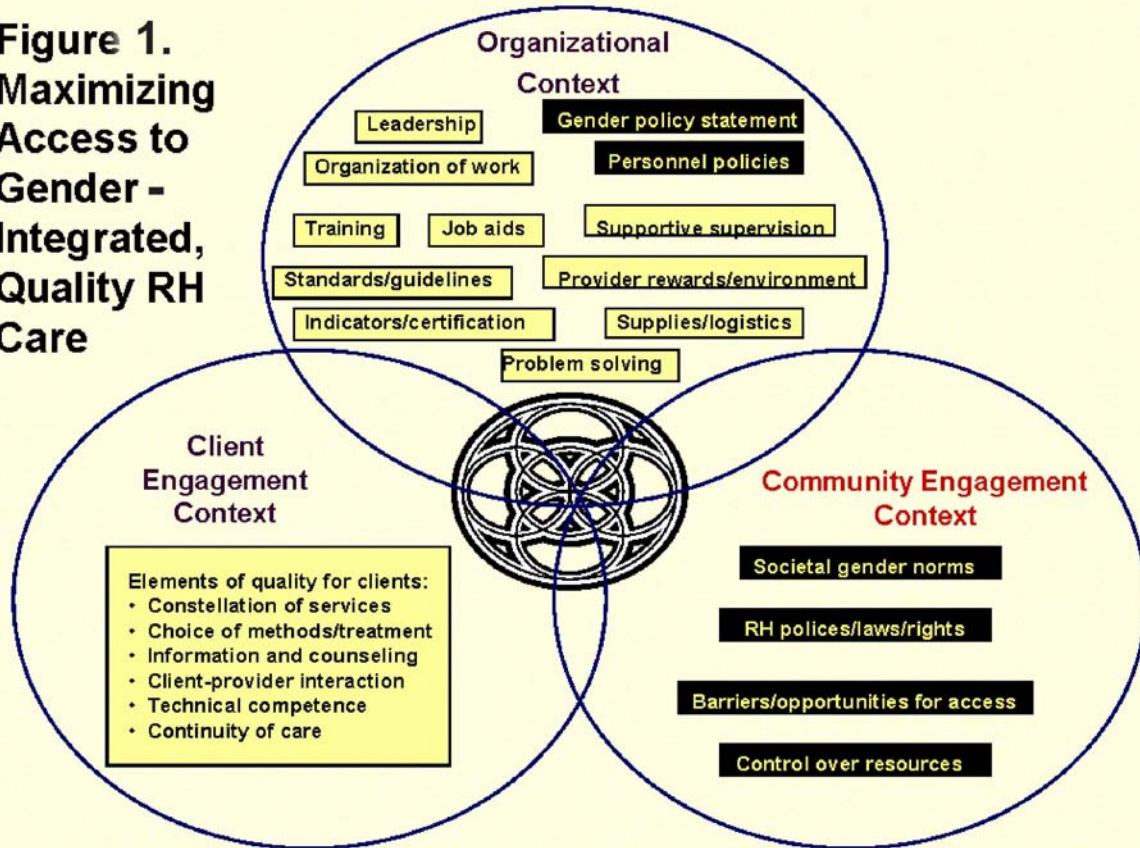 Figure 1.
Maximizing
Access to
Gender -
Integrated,
Quality RH
Care
Organizational
Context
Leadership
Gender policy statement
Organization of work
Personnel policies
Training
Job aids
Supportive supervision
Standards/guidelines
Provider rewards/environment
Indicators/certification
Supplies/logistics
Problem solving
Client
Engagement
Context
Elements of quality for clients:
• Constellation of services
• Choice of methods/treatment
• Information and counseling
• Client-provider interaction
• Technical competence
• Continuity of care
Community Engagement
Context
Societal gender norms
RH polices/laws/rights
Barriers/opportunities for access
Control over resources